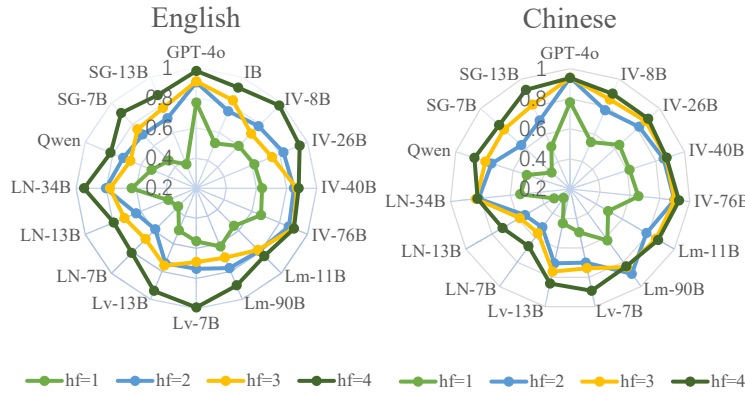 English
GPT-4o
IB
IV-8B
IV-26B
IV-40B
IV-76B
Lm-11B
Lm-90B
Lv-7B
Lv-13B
LN-7B
LN-13B
LN-34B
Qwen
SG-7B
SG-13B
1
0.8
0.6
0.4
0.2
hf=1
hf=2
hf=3
hf=4
Chinese
GPT-4o
IV-8B
IV-26B
IV-40B
IV-76B
Lm-11B
Lm-90B
Lv-7B
Lv-13B
LN-7B
LN-13B
LN-34B
Qwen
SG-7B
SG-13B
1
0.8
0.6
0.4
0.2
hf=1
hf=2
hf=3
hf=4